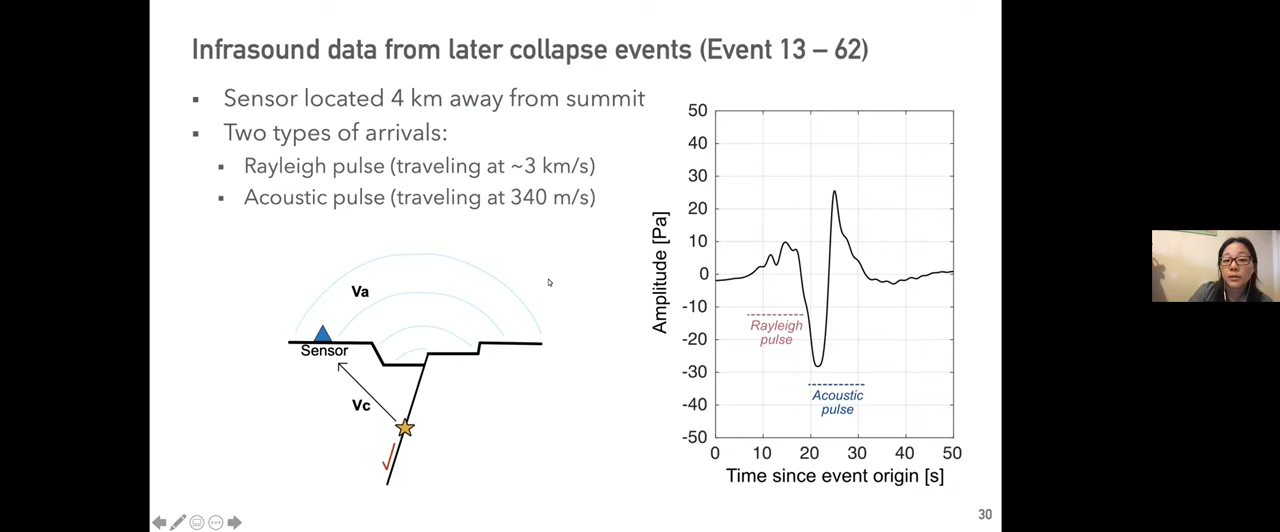 Infrasound data from later collapse events (Event 13 – 62)
▪ Sensor located 4 km away from summit
▪ Two types of arrivals:
▪ Rayleigh pulse (traveling at ~3 km/s)
▪ Acoustic pulse (traveling at 340 m/s)
Va
Sensor
Vc
50
40
30
20
10
0
-10
-20
-30
-40
-50
Amplitude [Pa]
Rayleigh
pulse
Acoustic
pulse
0 10 20 30 40 50
Time since event origin [s]
30